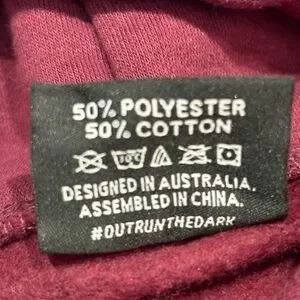 50% POLYESTER
50% COTTON
DESIGNED IN AUSTRALIA.
ASSEMBLED IN CHINA.
#OUTRUNTHEDARK